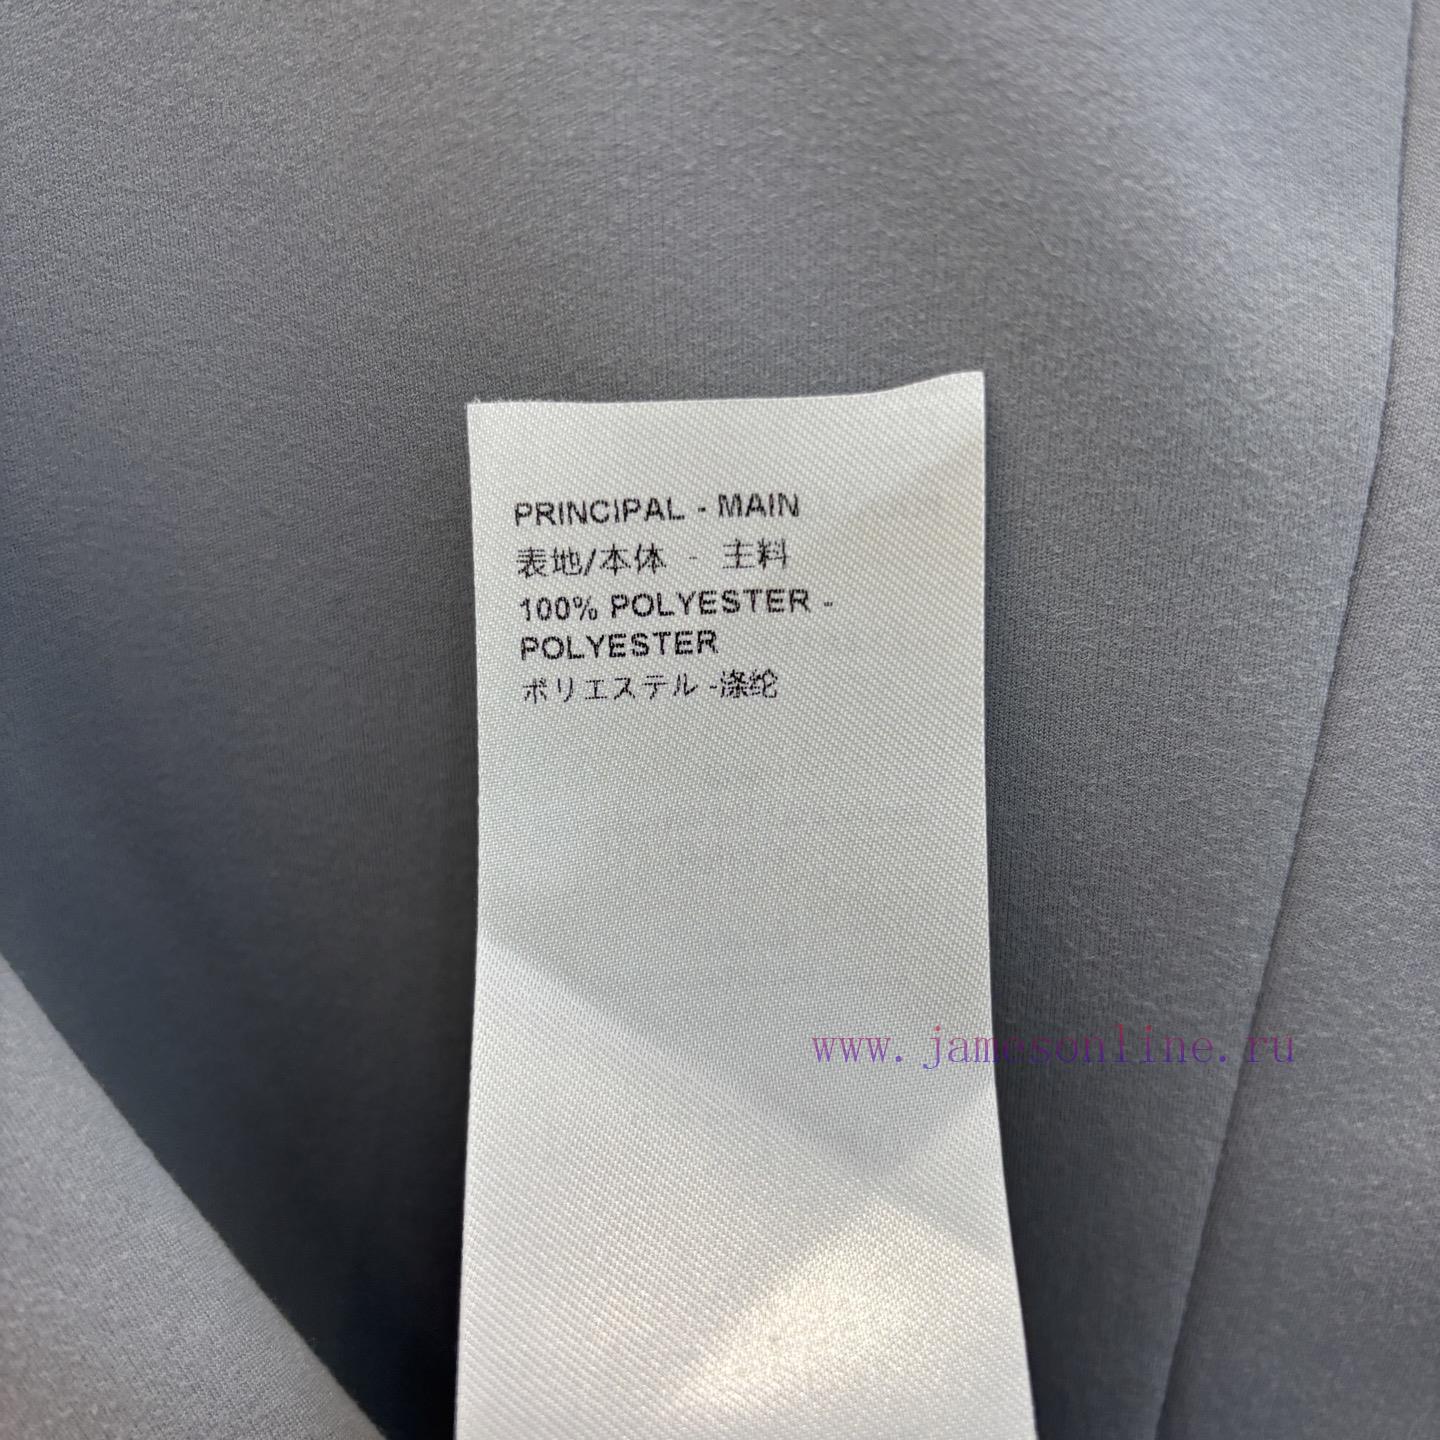 PRINCIPAL - MAIN
表地/本体 - 主料
100% POLYESTER -
POLYESTER
ポリエステル -涤纶
www.jamesonline.ru